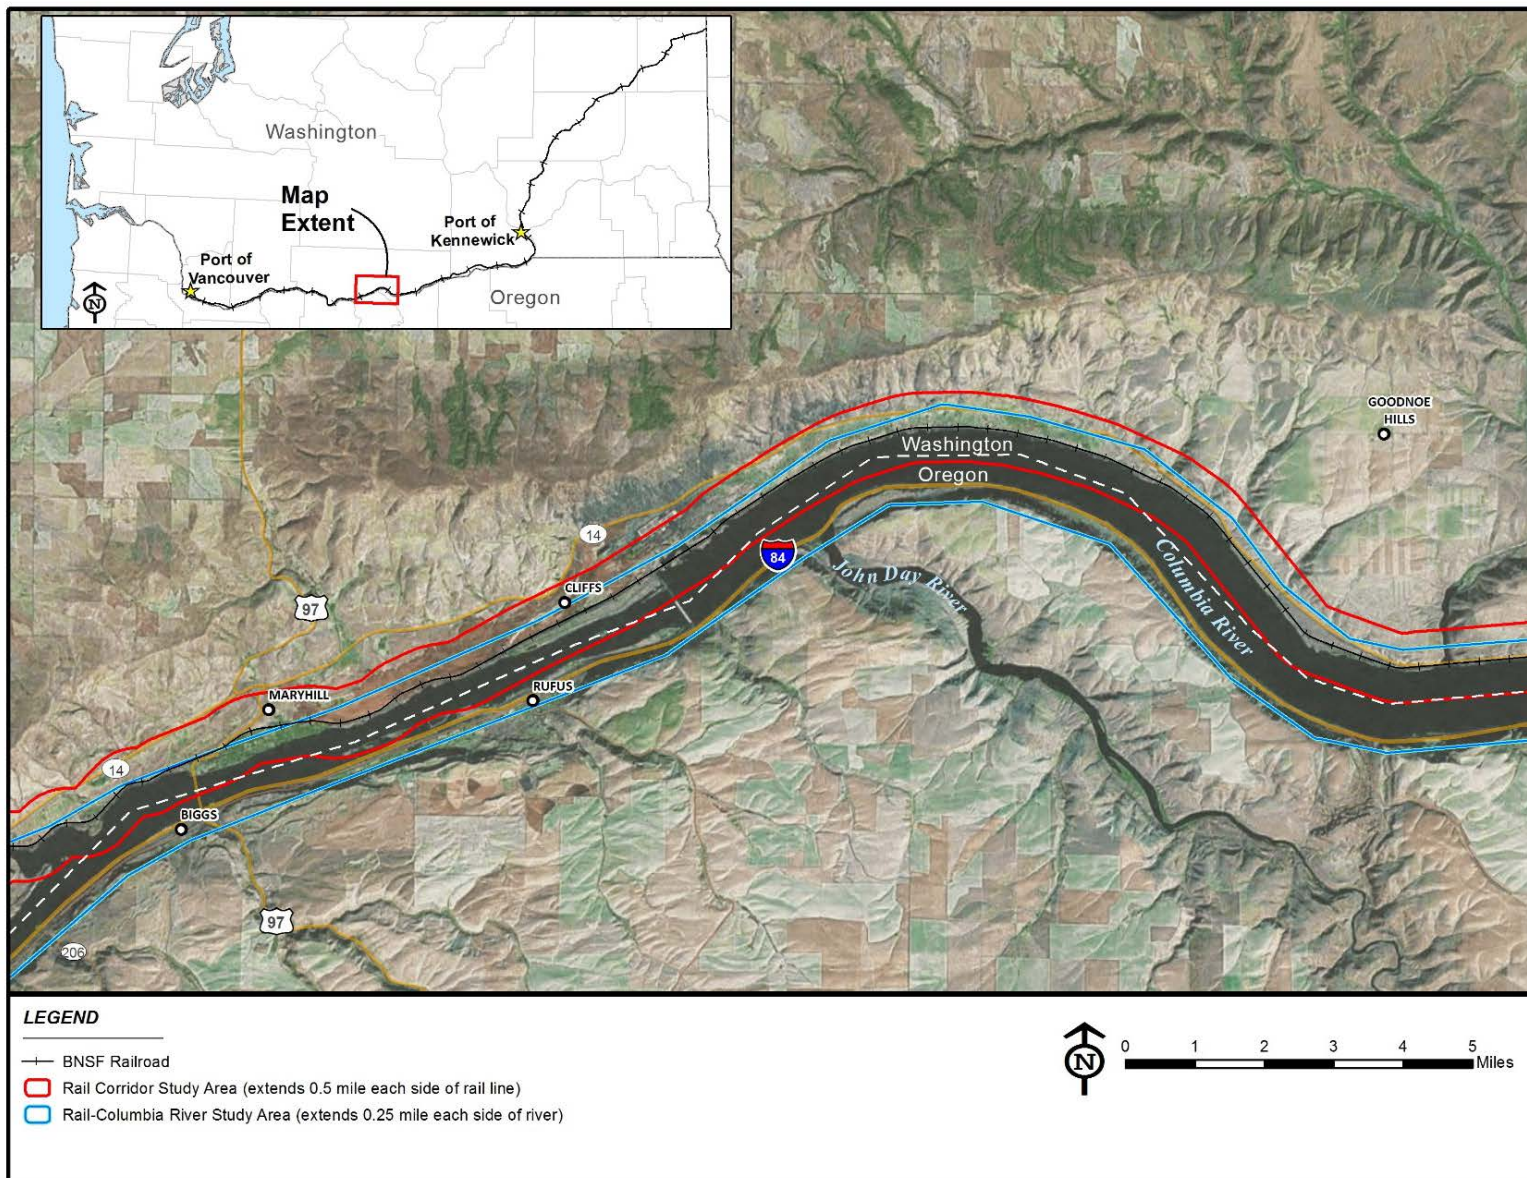 Washington
Map
Extent
Port of
Kennewick
Port of
Vancouver
Oregon
N
GOODNOE
HILLS
Washington
Oregon
14
84
John Day River
Columbia River
CLIFFS
97
RUFUS
MARYHILL
14
BIGGS
97
206
LEGEND
BNSF Railroad
Rail Corridor Study Area (extends 0.5 mile each side of rail line)
Rail-Columbia River Study Area (extends 0.25 mile each side of river)
N
0 1 2 3 4 5
Miles